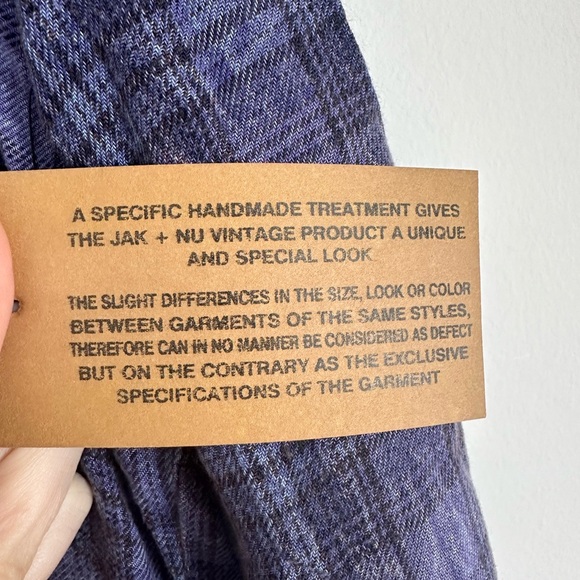 A SPECIFIC HANDMADE TREATMENT GIVES
THE JAK + NU VINTAGE PRODUCT A UNIQUE
AND SPECIAL LOOK
THE SLIGHT DIFFERENCES IN THE SIZE, LOOK OR COLOR
BETWEEN GARMENTS OF THE SAME STYLES,
THEREFORE CAN IN NO MANNER BE CONSIDERED AS DEFECT
BUT ON THE CONTRARY AS THE EXCLUSIVE
SPECIFICATIONS OF THE GARMENT